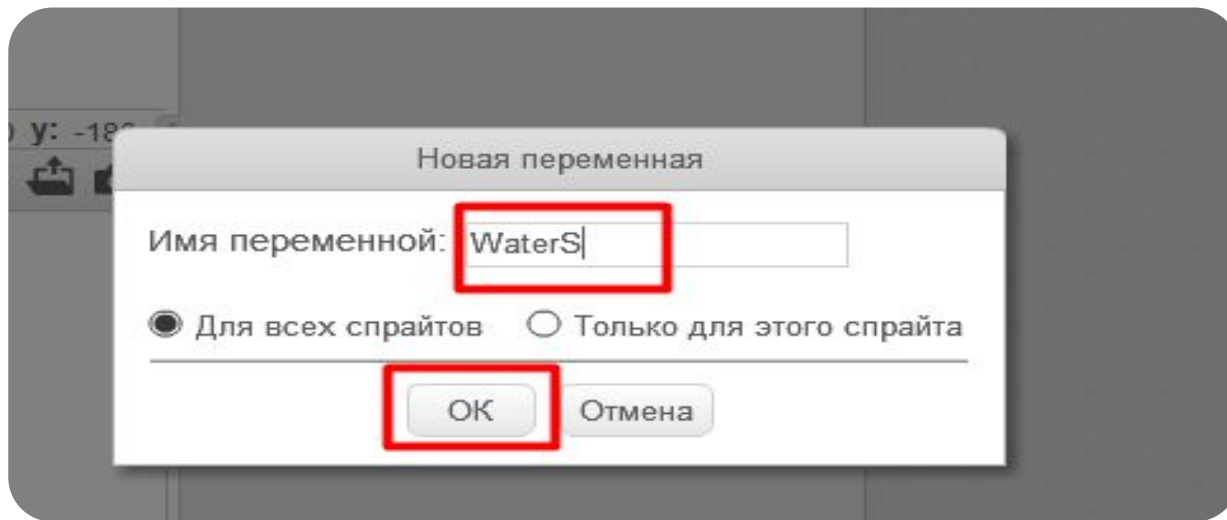 y: -18
Новая переменная
Имя переменной: WaterS
Для всех спрайтов Только для этого спрайта
OK Отмена